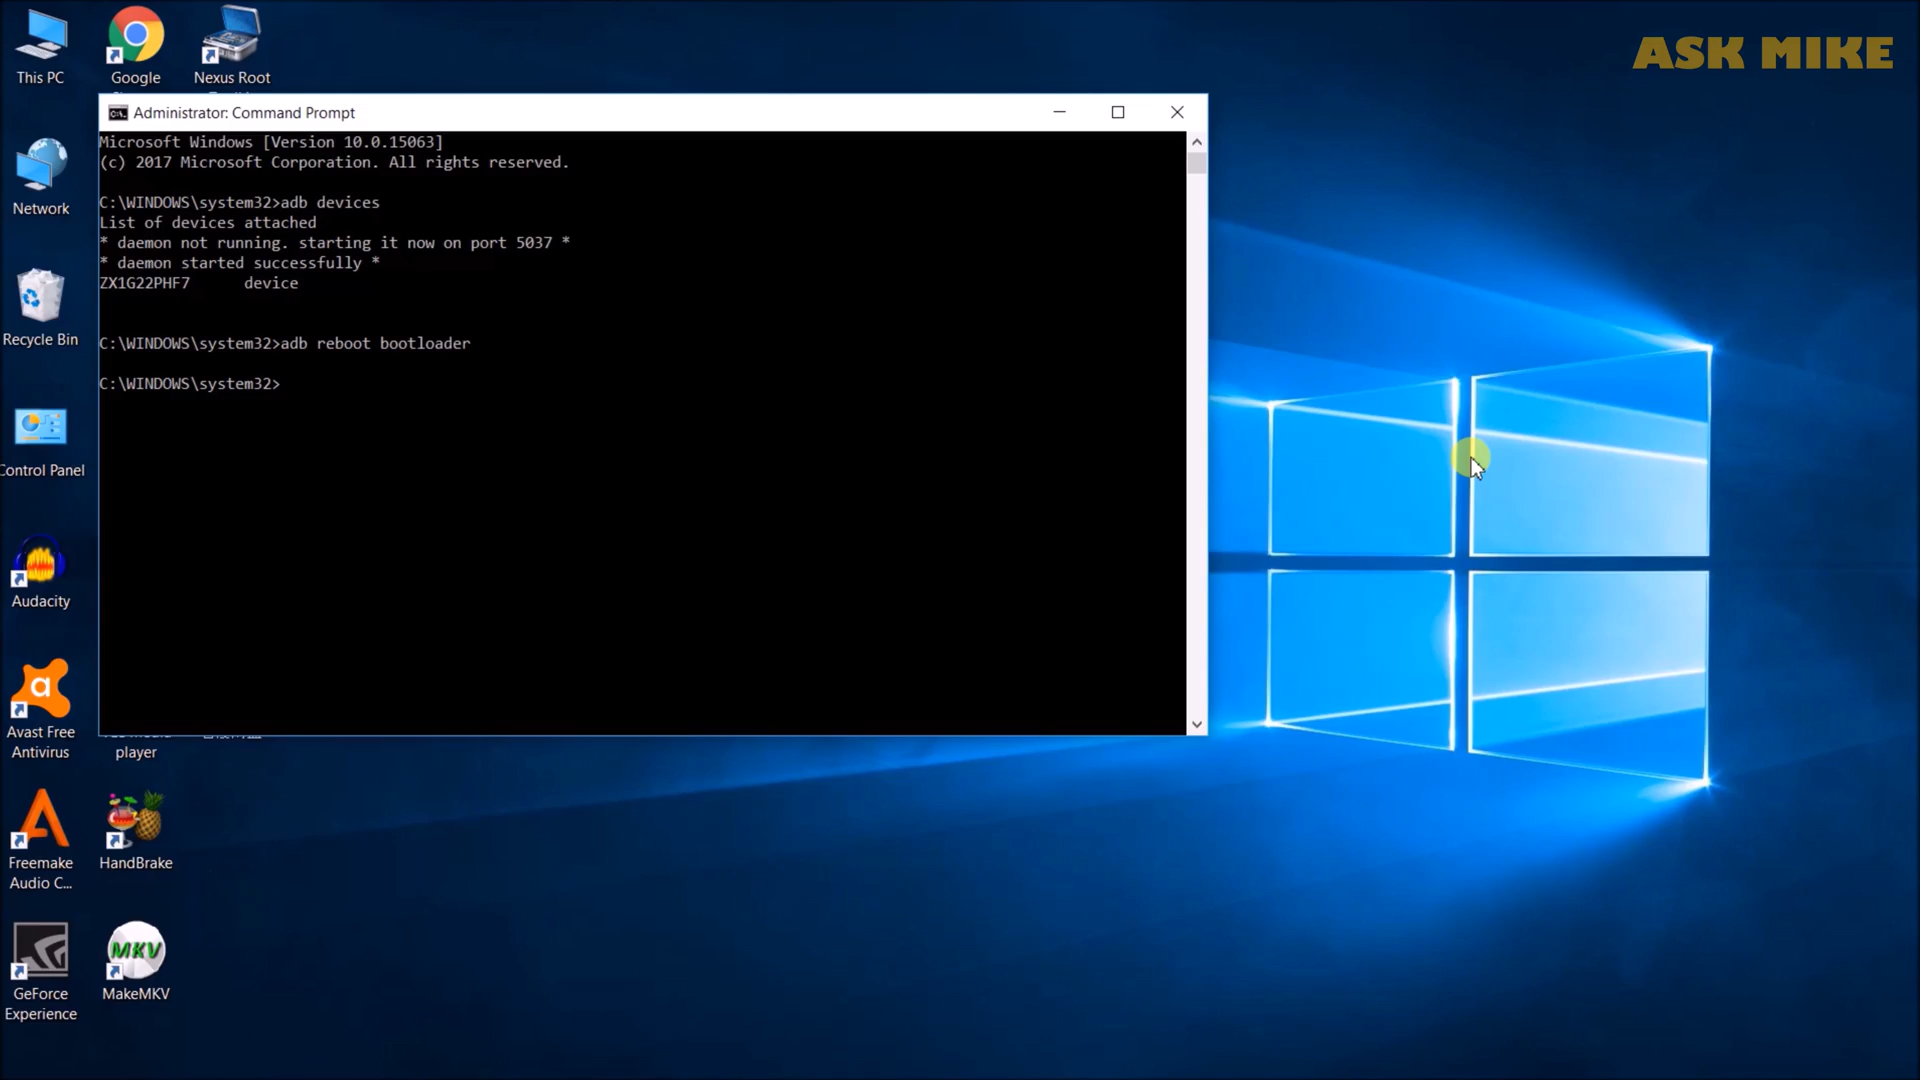 ASK MIKE
This PC
Google
Nexus Root
Administrator: Command Prompt
Microsoft Windows [Version 10.0.15063]
(c) 2017 Microsoft Corporation. All rights reserved.
C:\WINDOWS\system32>adb devices
List of devices attached
* daemon not running. starting it now on port 5037 *
* daemon started successfully *
ZX1G22PHF7 device
C:\WINDOWS\system32>adb reboot bootloader
C:\WINDOWS\system32>
Network
Recycle Bin
Control Panel
Audacity
Avast Free
Antivirus
player
Freemake
Audio C...
HandBrake
GeForce
Experience
MKV
MakeMKV